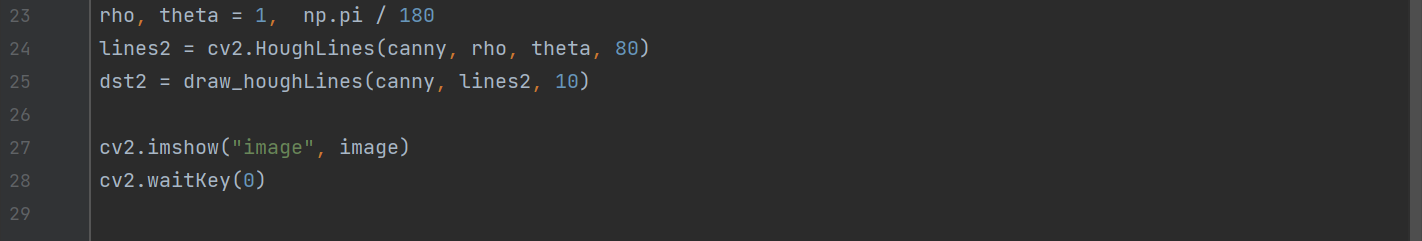 23 rho, theta = 1,  np.pi / 180
24 lines2 = cv2.HoughLines(canny, rho, theta, 80)
25 dst2 = draw_houghLines(canny, lines2, 10)
26
27 cv2.imshow("image", image)
28 cv2.waitKey(0)
29